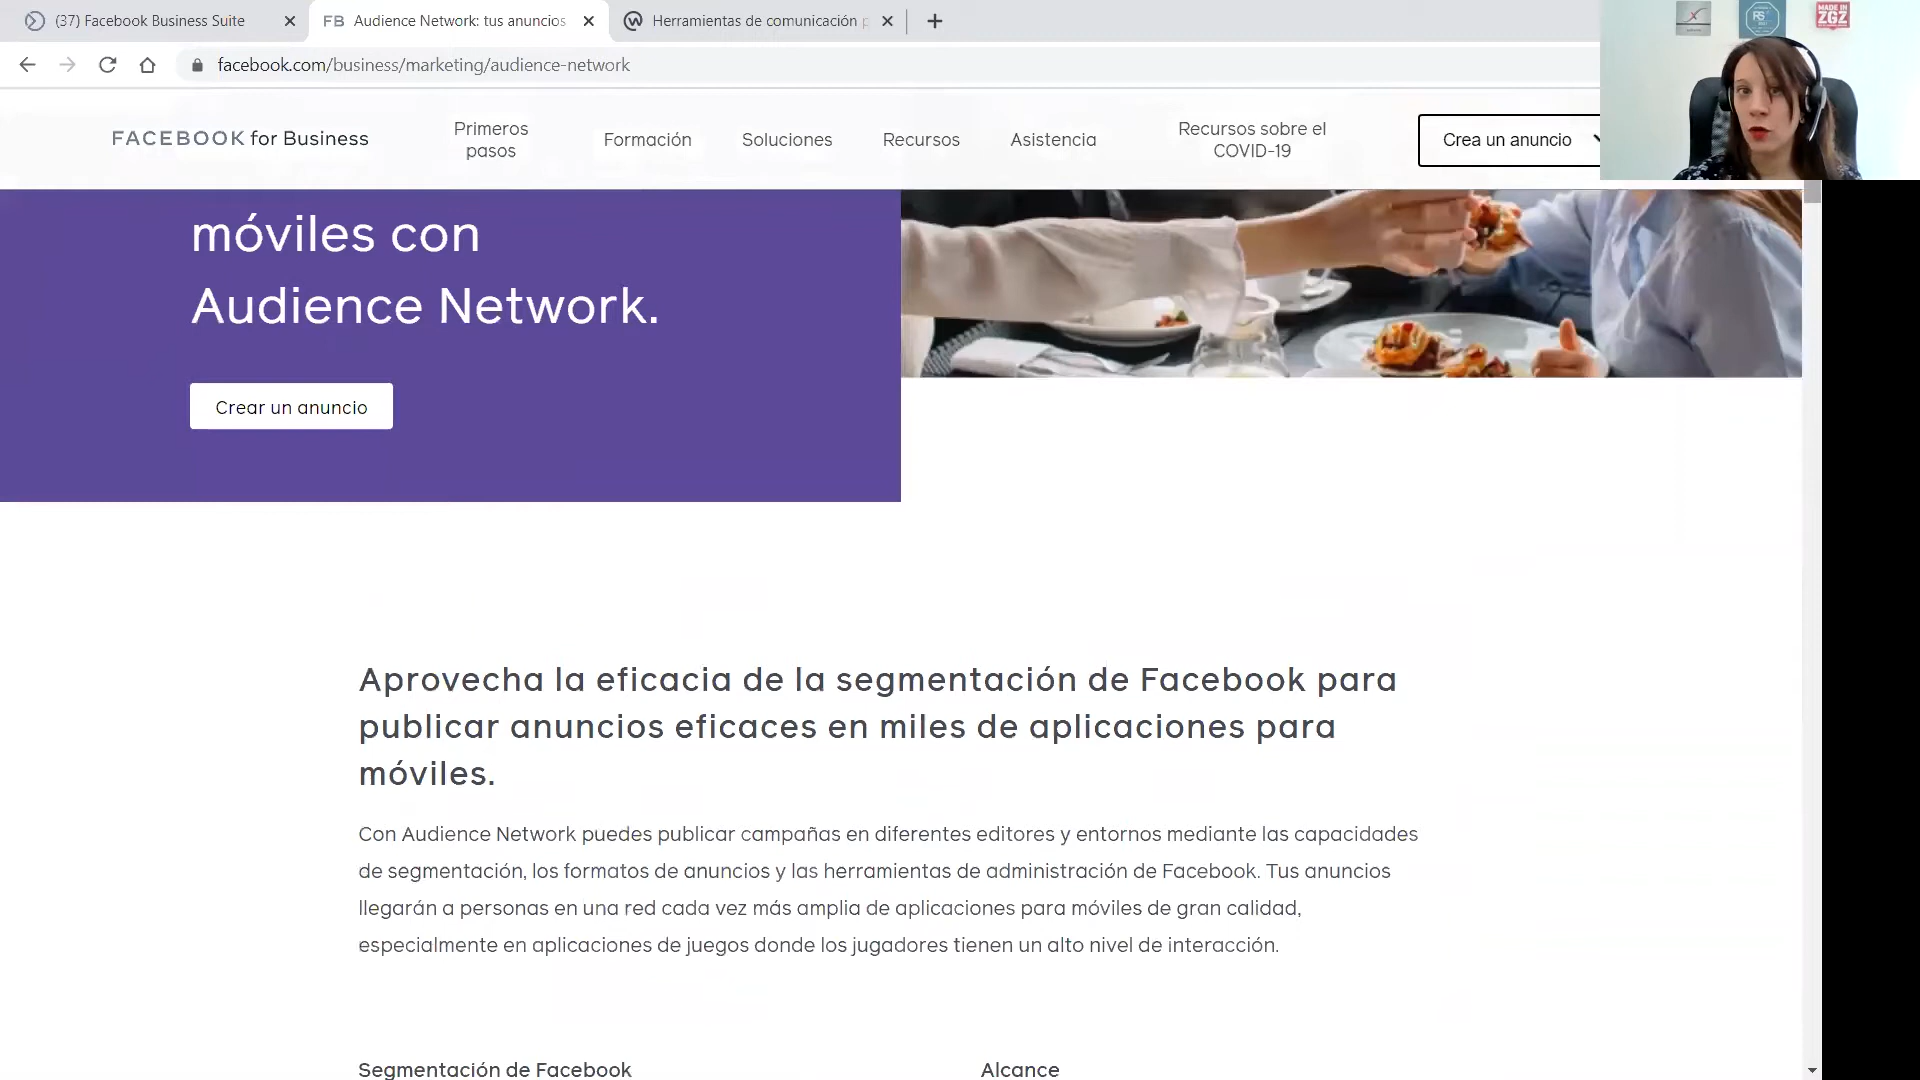 (37) Facebook Business Suite
FB Audience Network: tus anuncios
Herramientas de comunicación p
facebook.com/business/marketing/audience-network
FACEBOOK for Business
Primeros
pasos
Formación
Soluciones
Recursos
Asistencia
Recursos sobre el
COVID-19
Crea un anuncio
RS
MADE IN
ZGZ
móviles con
Audience Network.
Crear un anuncio
Aprovecha la eficacia de la segmentación de Facebook para
publicar anuncios eficaces en miles de aplicaciones para
móviles.
Con Audience Network puedes publicar campañas en diferentes editores y entornos mediante las capacidades
de segmentación, los formatos de anuncios y las herramientas de administración de Facebook. Tus anuncios
llegarán a personas en una red cada vez más amplia de aplicaciones para móviles de gran calidad,
especialmente en aplicaciones de juegos donde los jugadores tienen un alto nivel de interacción.
Segmentación de Facebook
Alcance